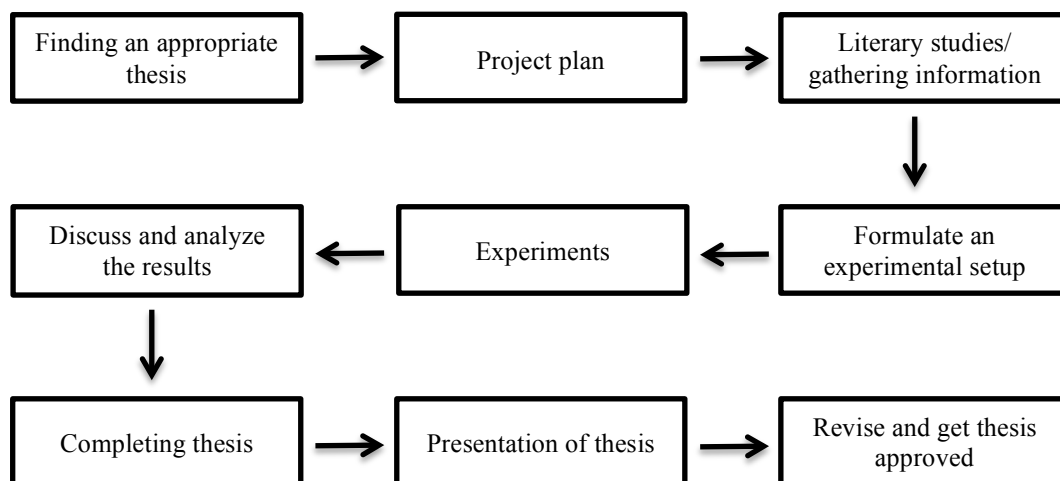 Finding an appropriate
thesis
Project plan
Literary studies/
gathering information
Discuss and analyze
the results
Experiments
Formulate an
experimental setup
Completing thesis
Presentation of thesis
Revise and get thesis
approved